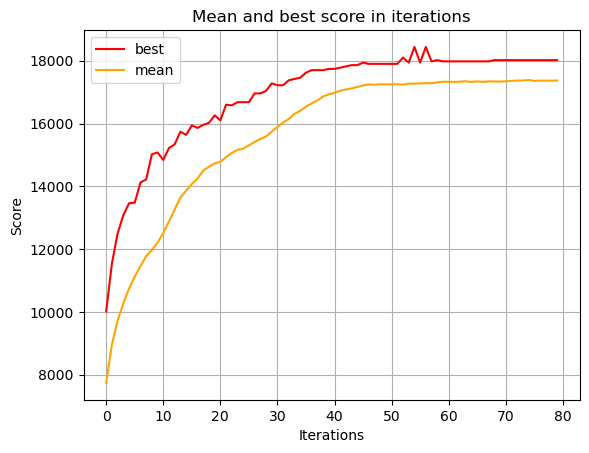 Mean and best score in iterations
best
mean
18000
16000
14000
12000
10000
8000
Score
0 10 20 30 40 50 60 70 80
Iterations